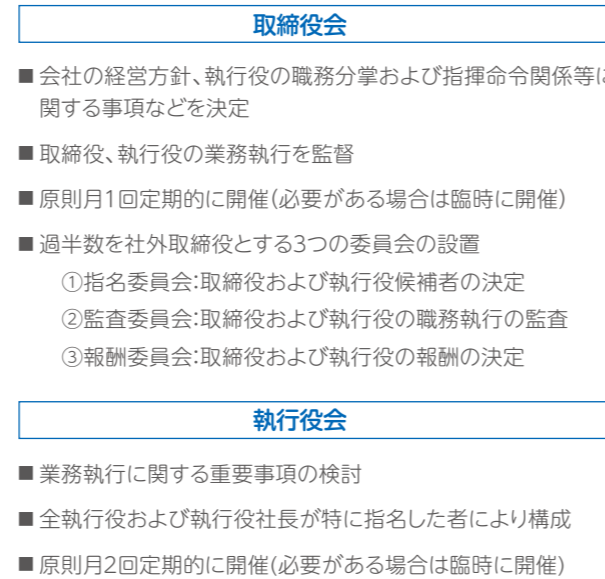 取締役会
■会社の経営方針、執行役の職務分掌および指揮命令関係等に
関する事項などを決定
■取締役、執行役の業務執行を監督
■原則月1回定期的に開催(必要がある場合は臨時に開催)
■過半数を社外取締役とする3つの委員会の設置
①指名委員会:取締役および執行役候補者の決定
②監査委員会:取締役および執行役の職務執行の監査
③報酬委員会:取締役および執行役の報酬の決定
執行役会
■業務執行に関する重要事項の検討
■全執行役および執行役社長が特に指名した者により構成
■原則月2回定期的に開催(必要がある場合は臨時に開催)